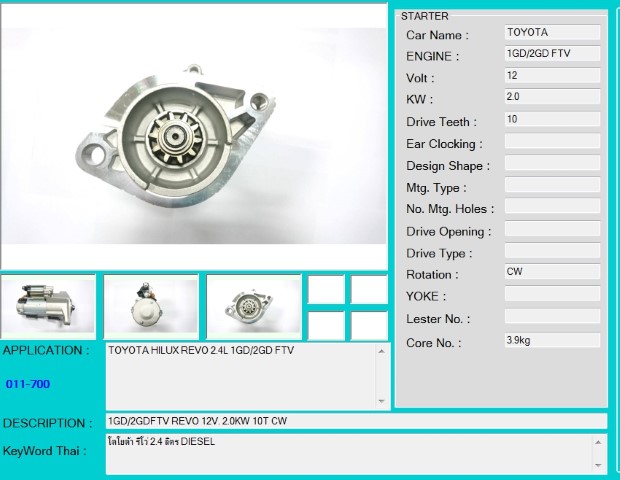 STARTER
Car Name : TOYOTA
ENGINE : 1GD/2GD FTV
Volt : 12
KW : 2.0
Drive Teeth : 10
Ear Clocking :
Design Shape :
Mtg. Type :
No. Mtg. Holes :
Drive Opening :
Drive Type :
Rotation : CW
YOKE :
Lester No. :
Core No. : 3.9kg
APPLICATION : TOYOTA HILUX REVO 2.4L 1GD/2GD FTV
011-700
DESCRIPTION : 1GD/2GDFTV REVO 12V. 2.0KW 10T CW
KeyWord Thai : โตโยต้า รีโว่ 2.4 ลิตร DIESEL